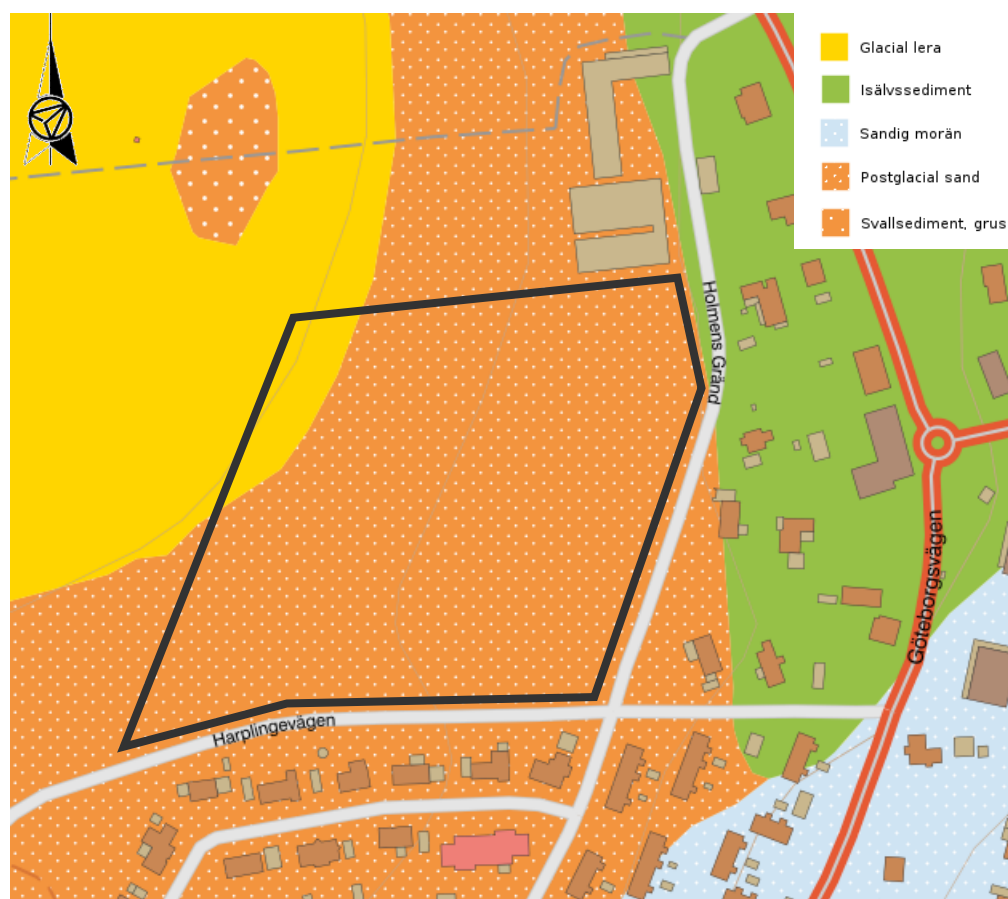 Glacial lera
Isälvssediment
Sandig morän
Postglacial sand
Svallsediment, grus
Holmens Gränd
Göteborgsvägen
Harplingevägen